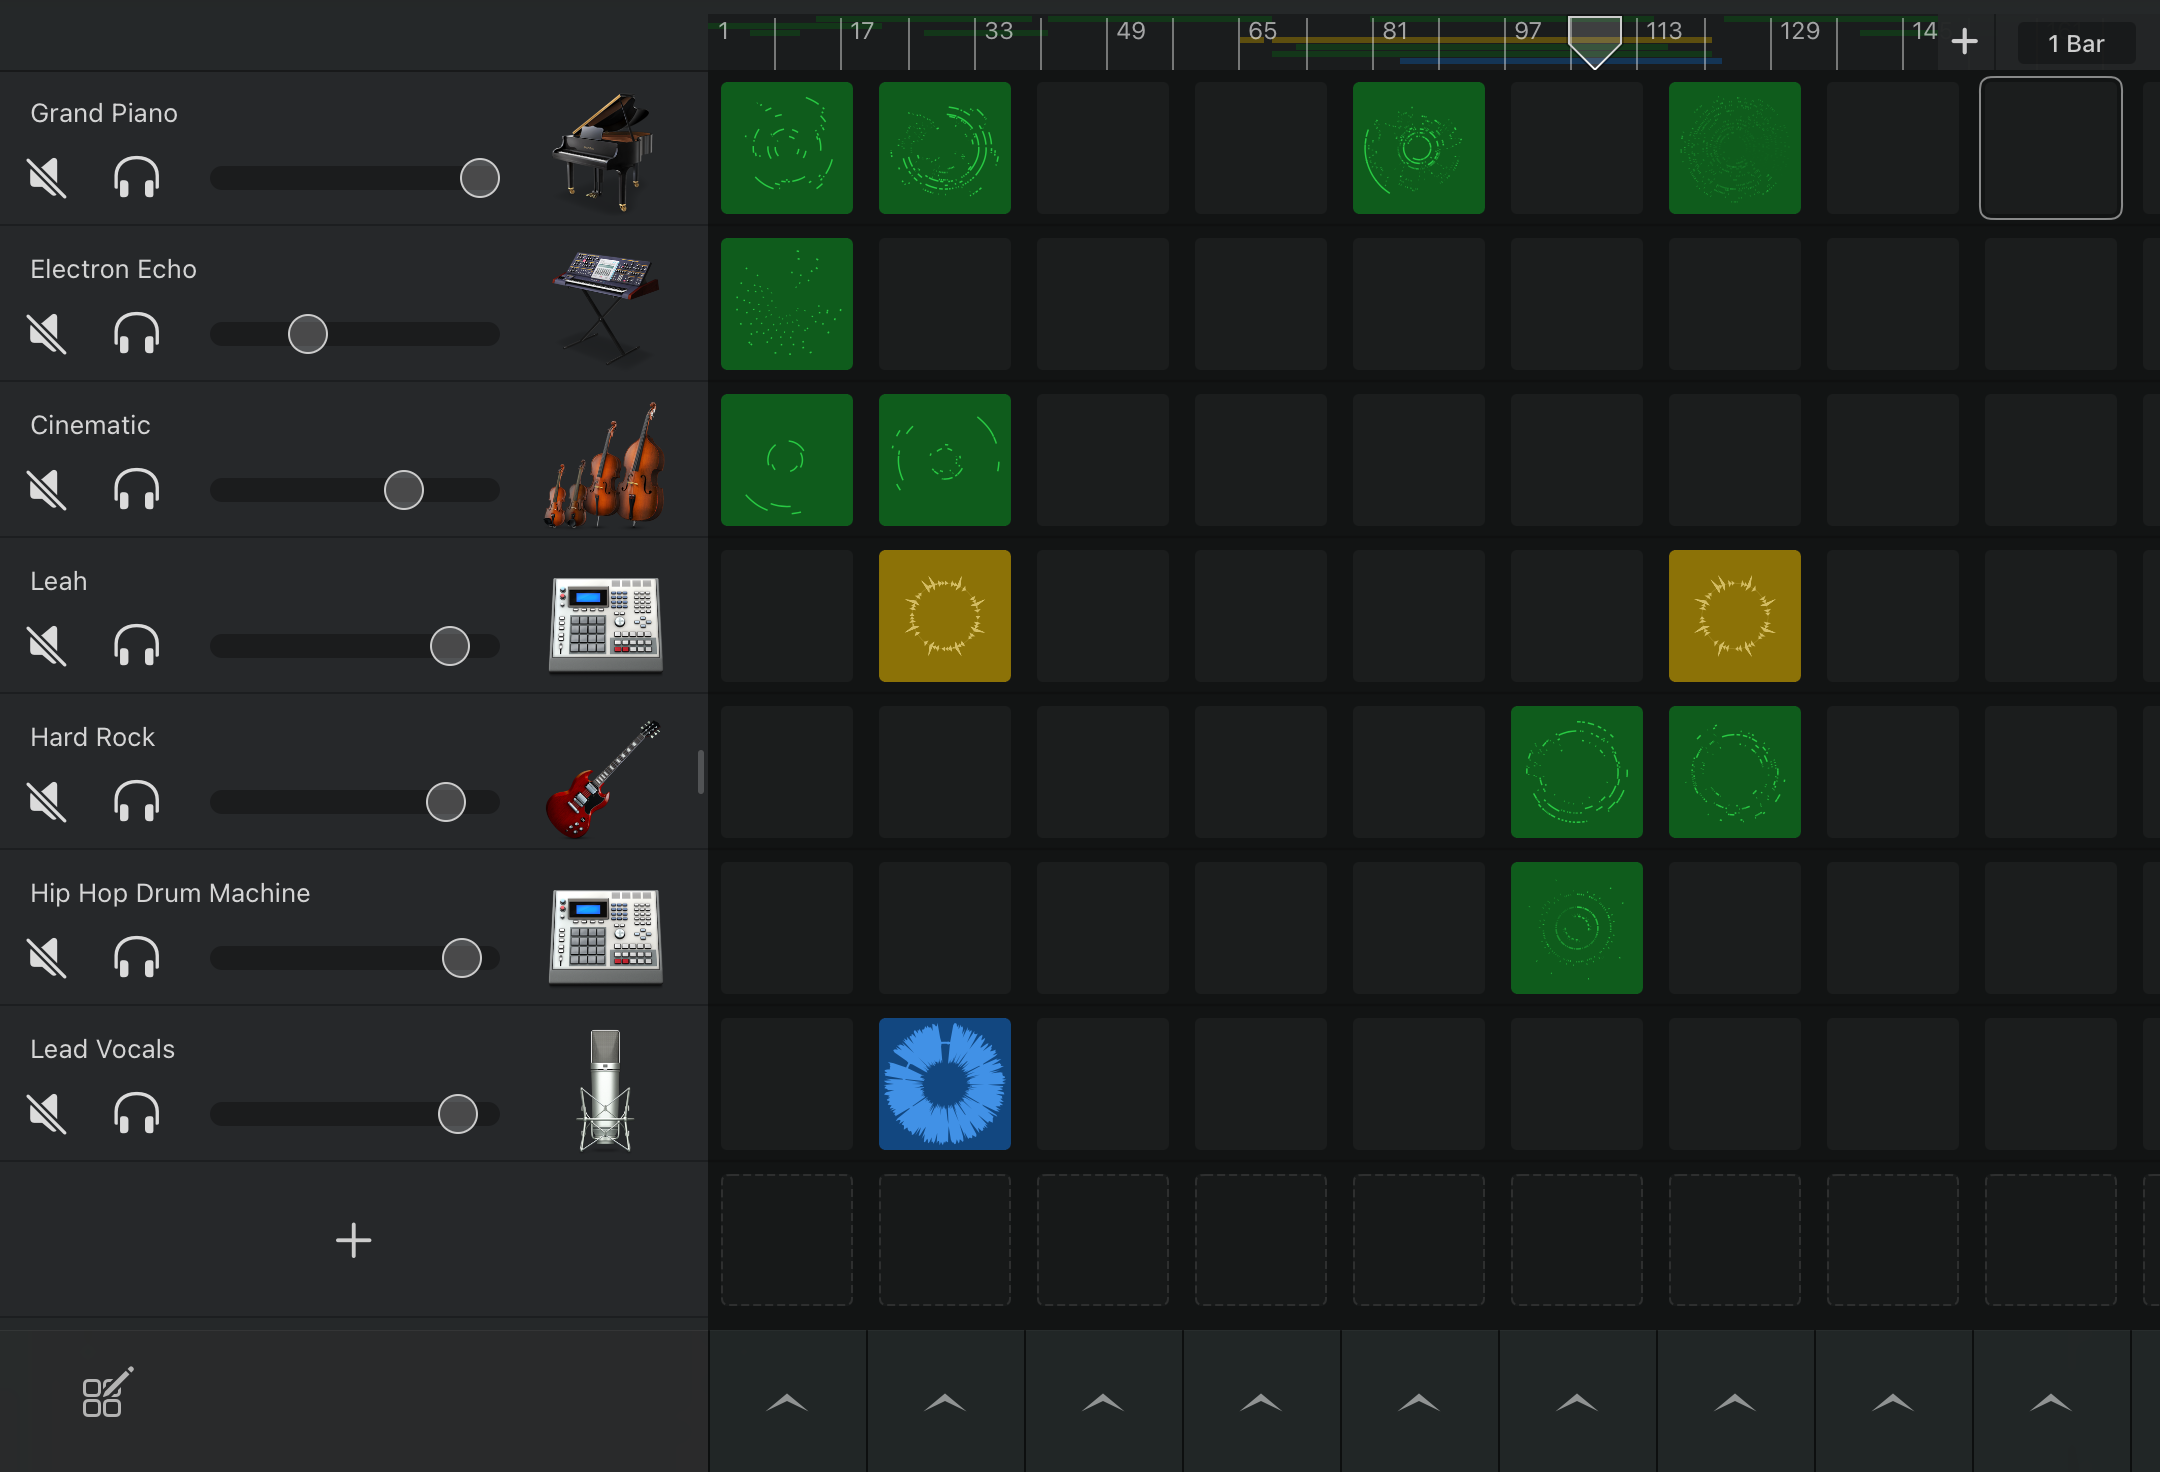 1 17 33 49 65 81 97 113 129 14
1 Bar
Grand Piano
Electron Echo
Cinematic
Leah
Hard Rock
Hip Hop Drum Machine
Lead Vocals